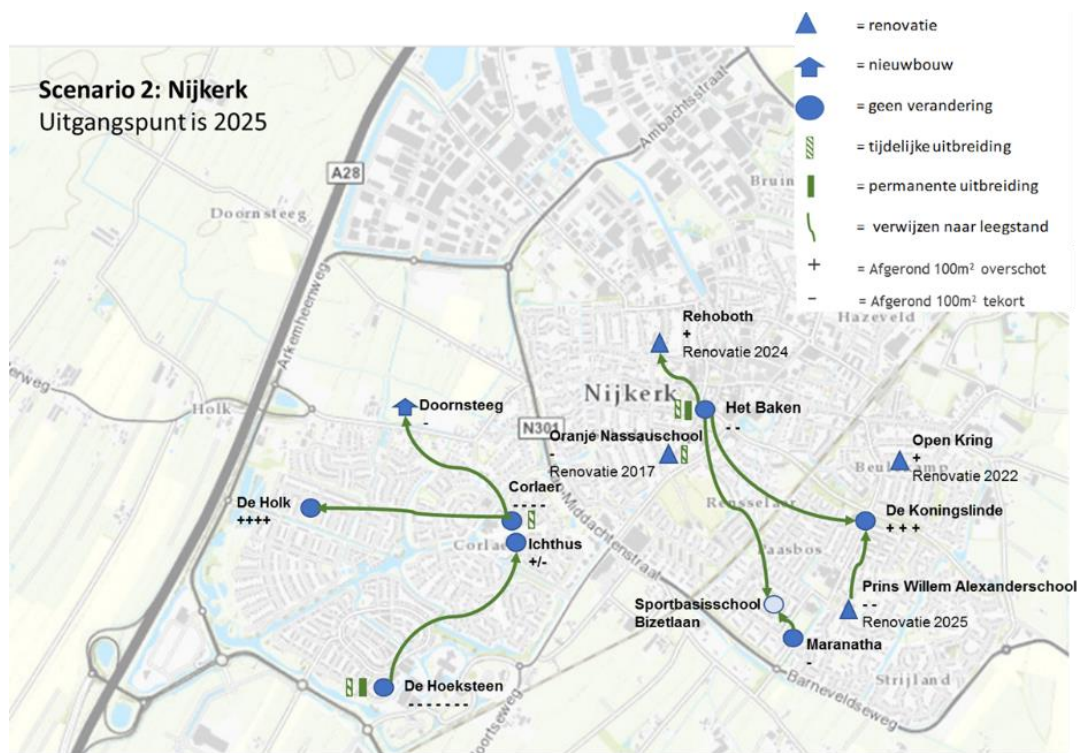 Scenario 2: Nijkerk
Uitgangspunt is 2025
= renovatie
= nieuwbouw
= geen verandering
= tijdelijke uitbreiding
= permanente uitbreiding
= verwijzen naar leegstand
+ = Afgerond 100m² overschot
- = Afgerond 100m² tekort
A28
Ambachtsstraat
Doornsteeg
Arkemheenweg
Hazeveld
Rehoboth
+
Renovatie 2024
Nijkerk
Holk
Doornsteeg
-
N301
Het Baken
- -
Oranje Nassauschool
-
Renovatie 2017
Open Kring
+
Renovatie 2022
De Holk
++++
Corlaer
- - - -
Ichthus
+/-
De Koningslinde
+ + +
Paasbos
Prins Willem Alexanderschool
- -
Renovatie 2025
Sportbasisschool
Bizetlaan
Maranatha
-
Strijland
Barneveldseweg
De Hoeksteen
- - - - - - -